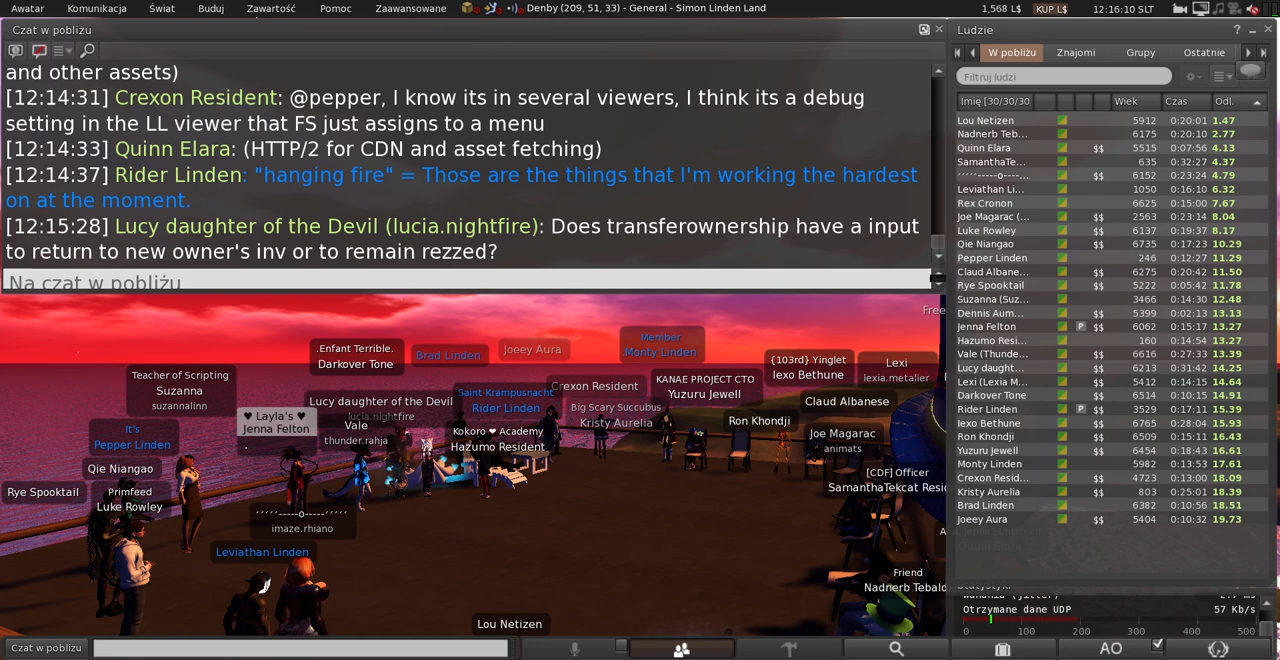 Awatar Komunikacja Świat Buduj Zawartość Pomoc Zaawansowane Denby (209, 51, 33) - General - Simon Linden Land 1,568 L$ KUP L$ 12:16:10 SLT
Czat w pobliżu
and other assets)
[12:14:31] Crexon Resident: @pepper, I know its in several viewers, I think its a debug
setting in the LL viewer that FS just assigns to a menu
[12:14:33] Quinn Elara: (HTTP/2 for CDN and asset fetching)
[12:14:37] Rider Linden: "hanging fire" = Those are the things that I'm working the hardest
on at the moment.
[12:15:28] Lucy daughter of the Devil (lucia.nightfire): Does transferownership have a input
to return to new owner's inv or to remain rezzed?
Na czat w pobliżu
Free
Member
Monty Linden
.Enfant Terrible.
Darkover Tone
Brad Linden
Joeey Aura
{103rd} Yinglet
Iexo Bethune
Lexi
lexia.metalier
Teacher of Scripting
Suzanna
suzannalinn
KANAE PROJECT CTO
Yuzuru Jewell
Crexon Resident
Saint Krampusnacht
Rider Linden
Lucy daughter of the Devil
lucia.nightfire
Claud Albanese
Big Scary Succubus
Kristy Aurelia
♥ Layla's ♥
Jenna Felton
.
Vale
thunder.rahja
Ron Khondji
It's
Pepper Linden
Kokoro ❤ Academy
Hazumo Resident
Joe Magarac
animats
Qie Niangao
[CDF] Officer
SamanthaTekcat Resid
Rye Spooktail
Primfeed
Luke Rowley
′′′′′-----o-----′′′′′
imaze.rhiano
A
Leviathan Linden
Friend
Nadnerb Tebald
Lou Netizen
Czat w pobliżu
Ludzie
W pobliżu Znajomi Grupy Ostatnie
Filtruj ludzi
Imię [30/30/30 Wiek Czas Odl.
Lou Netizen 5912 0:20:01 1.47
Nadnerb Teb... 6175 0:20:10 2.77
Quinn Elara $$ 5515 0:07:56 4.13
SamanthaTe... 635 0:32:27 4.37
′′′′′-----o----... $$ 6152 0:23:24 4.79
Leviathan Li... 1050 0:16:10 6.32
Rex Cronon 6625 0:15:00 7.67
Joe Magarac (... $$ 2563 0:23:14 8.04
Luke Rowley $$ 6137 0:19:37 8.17
Qie Niangao $$ 6735 0:17:23 10.29
Pepper Linden 246 0:12:27 11.29
Claud Albane... $$ 6275 0:20:42 11.50
Rye Spooktail $$ 5222 0:05:42 11.78
Suzanna (Suz... 3466 0:14:30 12.48
Dennis Aum... $$ 5399 0:02:13 13.13
Jenna Felton P $$ 6062 0:15:17 13.27
Hazumo Resi... 160 0:14:54 13.27
Vale (Thunde... $$ 6616 0:27:33 13.39
Lucy daught... $$ 6213 0:31:42 14.25
Lexi (Lexia M... $$ 5412 0:14:15 14.64
Darkover Tone $$ 6514 0:10:15 14.91
Rider Linden P $$ 3529 0:17:11 15.39
Iexo Bethune $$ 6765 0:28:04 15.93
Ron Khondji $$ 6509 0:15:11 16.43
Yuzuru Jewell $$ 6454 0:18:43 16.61
Monty Linden 5982 0:13:53 17.61
Crexon Resid... $$ 4723 0:13:00 18.09
Kristy Aurelia $$ 803 0:25:01 18.39
Brad Linden 6382 0:10:56 18.51
Joeey Aura $$ 5404 0:10:32 19.73
Otrzymane dane UDP 57 Kb/s
0 100 200 300 400 500
AO